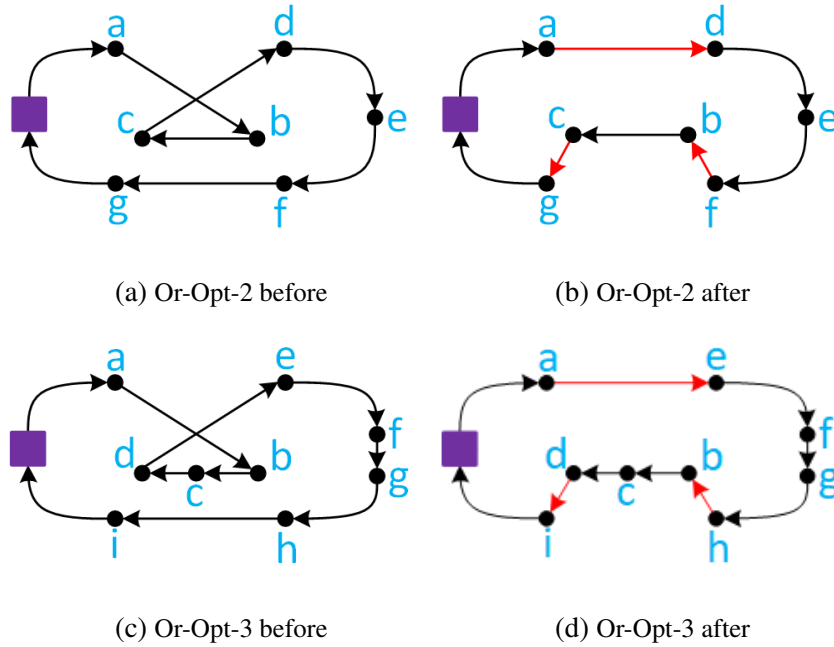 a d
c b e
g f
(a) Or-Opt-2 before
a d
c b e
g f
(b) Or-Opt-2 after
a e
d b f
c g
i h
(c) Or-Opt-3 before
a e
d b f
c g
i h
(d) Or-Opt-3 after